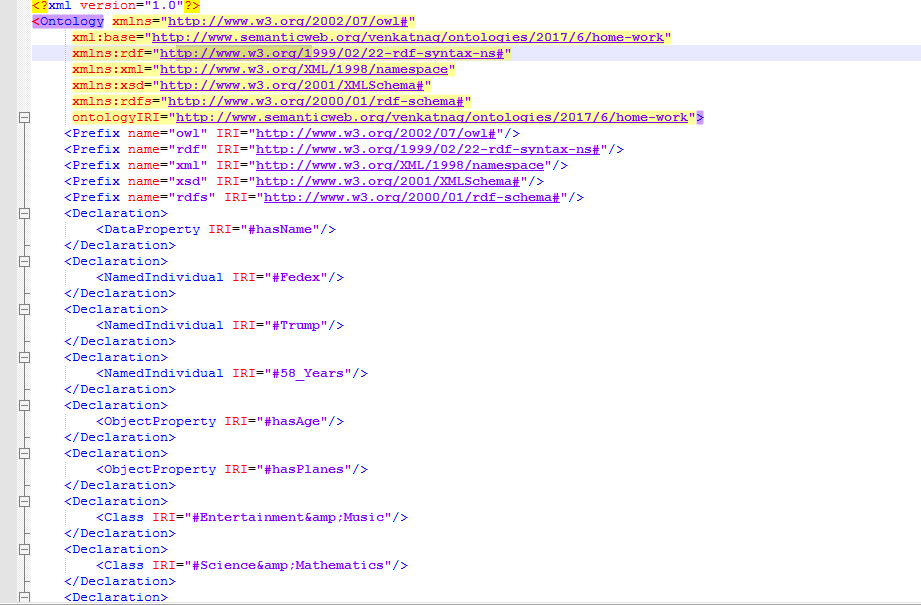 <?xml version="1.0"?>
<Ontology xmlns="http://www.w3.org/2002/07/owl#"
xml:base="http://www.semanticweb.org/venkatnag/ontologies/2017/6/home-work"
xmlns:rdf="http://www.w3.org/1999/02/22-rdf-syntax-ns#"
xmlns:xml="http://www.w3.org/XML/1998/namespace"
xmlns:xsd="http://www.w3.org/2001/XMLSchema#"
xmlns:rdfs="http://www.w3.org/2000/01/rdf-schema#"
ontologyIRI="http://www.semanticweb.org/venkatnag/ontologies/2017/6/home-work">
<Prefix name="owl" IRI="http://www.w3.org/2002/07/owl#"/>
<Prefix name="rdf" IRI="http://www.w3.org/1999/02/22-rdf-syntax-ns#"/>
<Prefix name="xml" IRI="http://www.w3.org/XML/1998/namespace"/>
<Prefix name="xsd" IRI="http://www.w3.org/2001/XMLSchema#"/>
<Prefix name="rdfs" IRI="http://www.w3.org/2000/01/rdf-schema#"/>
<Declaration>
<DataProperty IRI="#hasName"/>
</Declaration>
<Declaration>
<NamedIndividual IRI="#Fedex"/>
</Declaration>
<Declaration>
<NamedIndividual IRI="#Trump"/>
</Declaration>
<Declaration>
<NamedIndividual IRI="#58_Years"/>
</Declaration>
<Declaration>
<ObjectProperty IRI="#hasAge"/>
</Declaration>
<Declaration>
<ObjectProperty IRI="#hasPlanes"/>
</Declaration>
<Declaration>
<Class IRI="#Entertainment&amp;Music"/>
</Declaration>
<Declaration>
<Class IRI="#Science&amp;Mathematics"/>
</Declaration>
<Declaration>